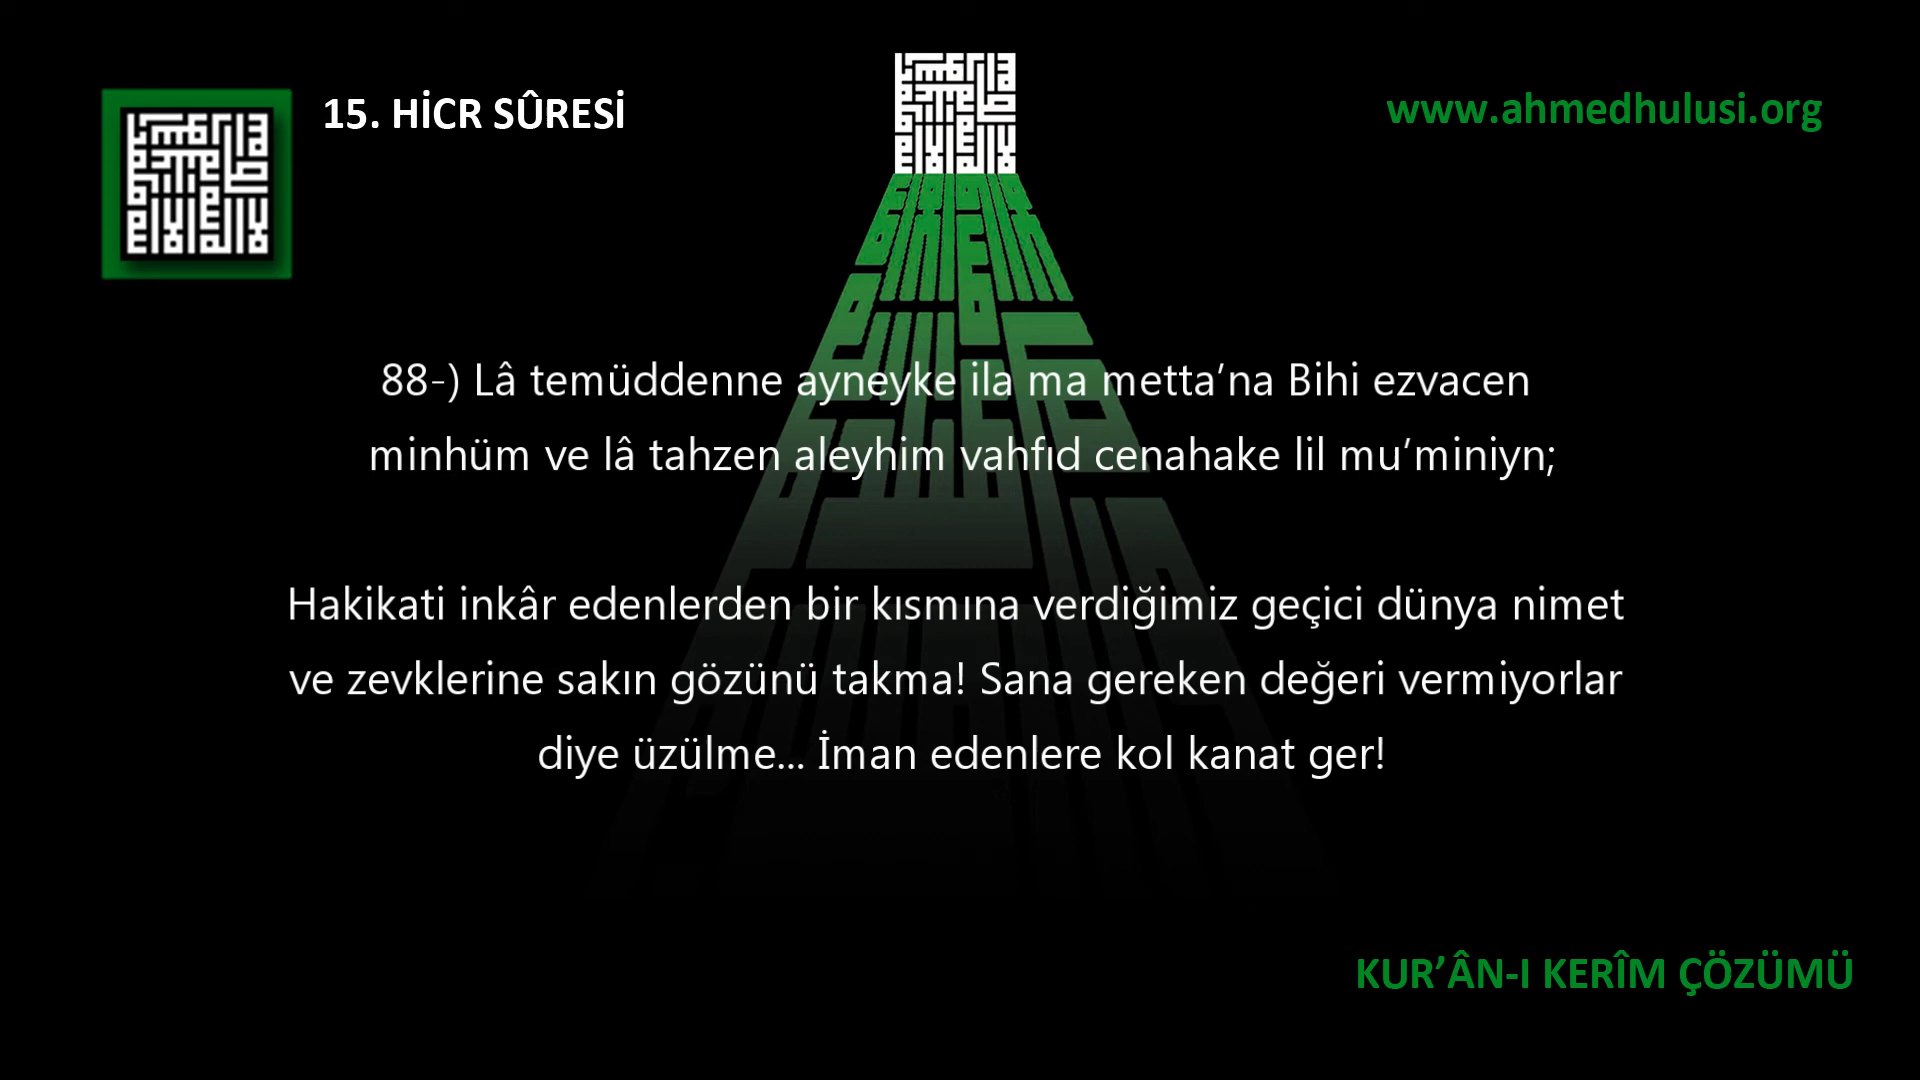 15. HİCR SÛRESİ
www.ahmedhulusi.org
88-) Lâ temüddenne ayneyke ila ma metta’na Bihi ezvacen
minhüm ve lâ tahzen aleyhim vahfıd cenahake lil mu’miniyn;
Hakikati inkâr edenlerden bir kısmına verdiğimiz geçici dünya nimet
ve zevklerine sakın gözünü takma! Sana gereken değeri vermiyorlar
diye üzülme... İman edenlere kol kanat ger!
KUR’ÂN-I KERÎM ÇÖZÜMÜ